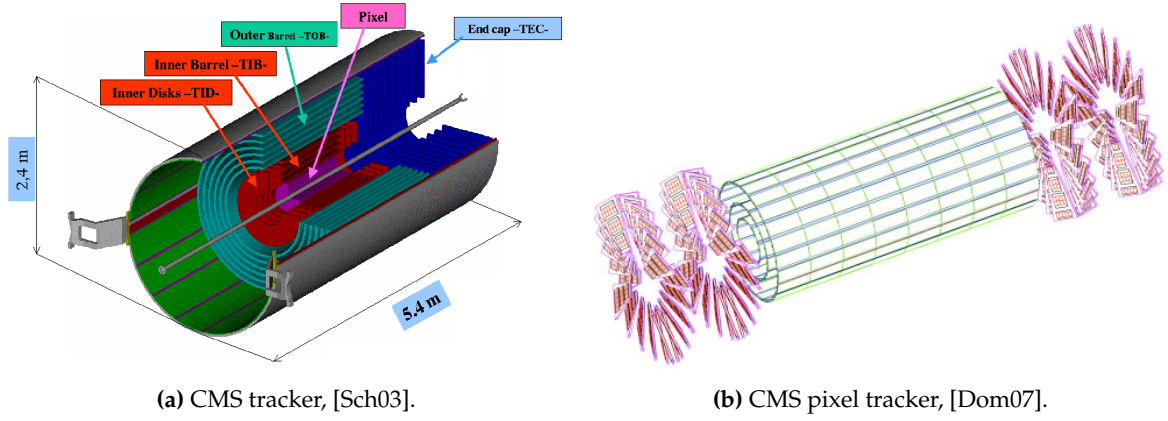 Pixel
Outer Barrel –TOB-
End cap –TEC-
Inner Barrel –TIB-
Inner Disks –TID-
2,4 m
5.4 m
(a) CMS tracker, [Sch03].
(b) CMS pixel tracker, [Dom07].